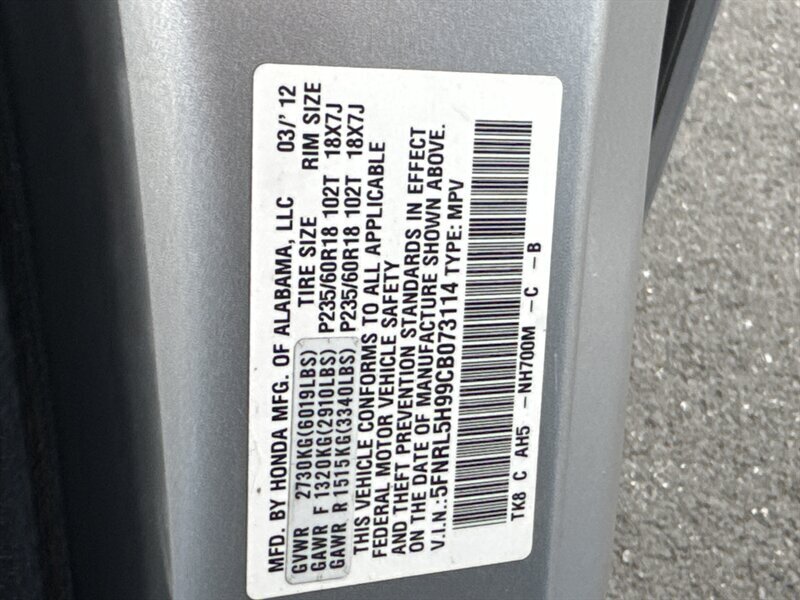 MFD. BY HONDA MFG. OF ALABAMA, LLC 03/' 12
TIRE SIZE RIM SIZE
GVWR 2730KG(6019LBS)
GAWR F 1320KG(2910LBS) P235/60R18 102T 18X7J
GAWR R 1515KG(3340LBS) P235/60R18 102T 18X7J
THIS VEHICLE CONFORMS TO ALL APPLICABLE
FEDERAL MOTOR VEHICLE SAFETY
AND THEFT PREVENTION STANDARDS IN EFFECT
ON THE DATE OF MANUFACTURE SHOWN ABOVE.
V.I.N.:5FNRL5H99CB073114 TYPE: MPV
TK8 C AH5 -NH700M - C - B